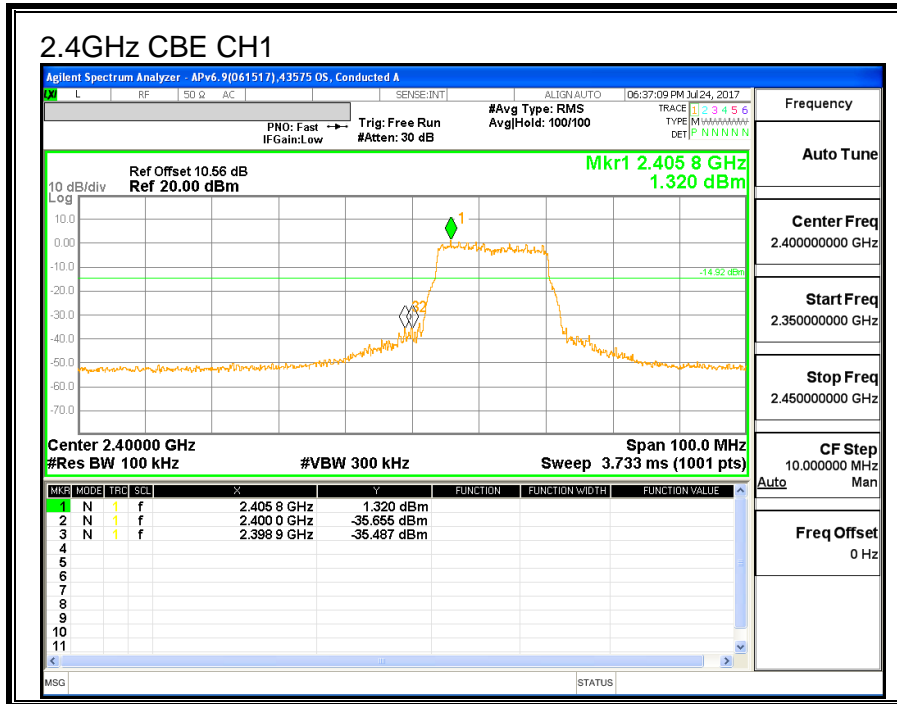 2.4GHz CBE CH1
Agilent Spectrum Analyzer - APv6.9(061517),43575 OS, Conducted A
LXI L RF 50 Ω AC SENSE:INT ALIGN AUTO 06:37:09 PM Jul 24, 2017
PNO: Fast
IFGain:Low
Trig: Free Run
#Atten: 30 dB
#Avg Type: RMS
Avg|Hold: 100/100
TRACE 1 2 3 4 5 6
TYPE M WWWWW
DET P N N N N N
Mkr1 2.405 8 GHz
1.320 dBm
Ref Offset 10.56 dB
10 dB/div Ref 20.00 dBm
Log
10.0
0.00
-10.0
-20.0
-30.0
-40.0
-50.0
-60.0
-70.0
1
-14.92 dBm
32
Center 2.40000 GHz Span 100.0 MHz
#Res BW 100 kHz #VBW 300 kHz Sweep 3.733 ms (1001 pts)
MKR MODE TRC SCL X Y FUNCTION FUNCTION WIDTH FUNCTION VALUE
1 N 1 f 2.405 8 GHz 1.320 dBm
2 N 1 f 2.400 0 GHz -35.655 dBm
3 N 1 f 2.398 9 GHz -35.487 dBm
4
5
6
7
8
9
10
11
MSG STATUS
Frequency
Auto Tune
Center Freq
2.400000000 GHz
Start Freq
2.350000000 GHz
Stop Freq
2.450000000 GHz
CF Step
10.000000 MHz
Auto Man
Freq Offset
0 Hz